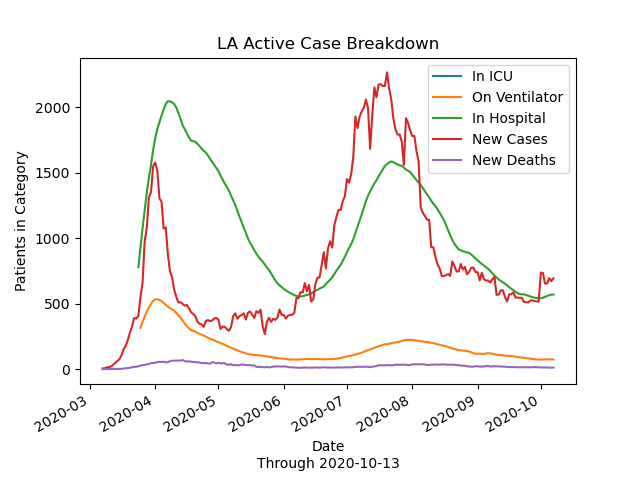 LA Active Case Breakdown
In ICU
On Ventilator
In Hospital
New Cases
New Deaths
Patients in Category
2000
1500
1000
500
0
2020-03
2020-04
2020-05
2020-06
2020-07
2020-08
2020-09
2020-10
Date
Through 2020-10-13